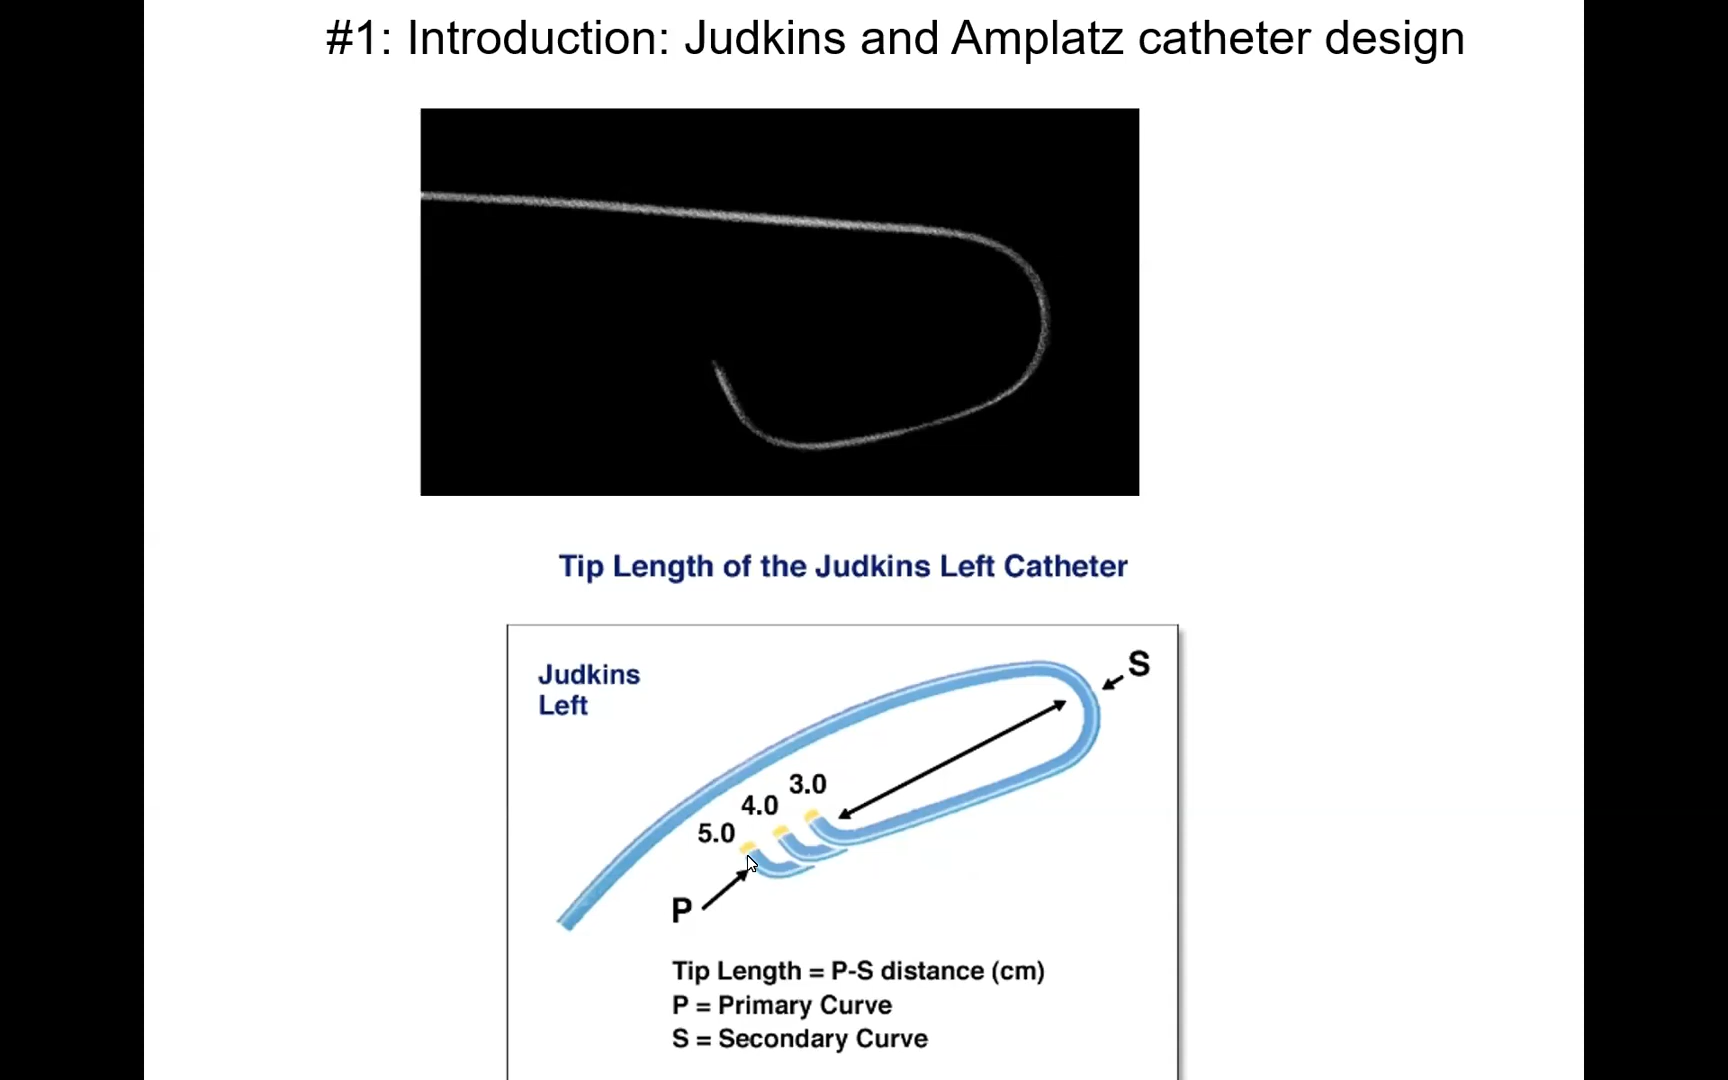 #1: Introduction: Judkins and Amplatz catheter design
Tip Length of the Judkins Left Catheter
Judkins
Left
S
3.0
4.0
5.0
P
Tip Length = P-S distance (cm)
P = Primary Curve
S = Secondary Curve